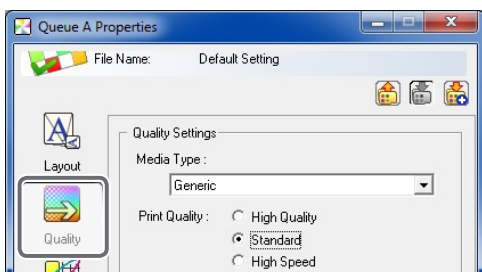 Queue A Properties
File Name: Default Setting
Layout
Quality Settings
Media Type :
Generic
Quality
Print Quality : High Quality
Standard
High Speed